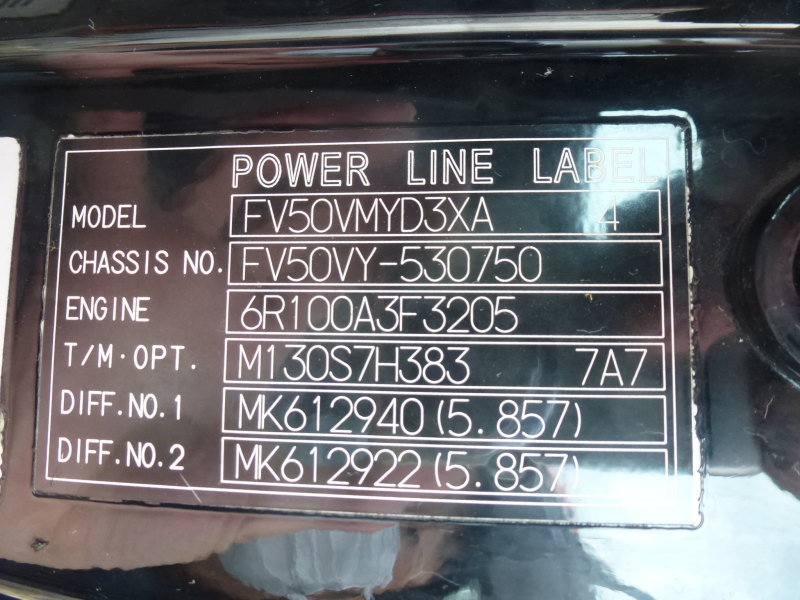 POWER LINE LABEL
MODEL FV50VMYD3XA 4
CHASSIS NO. FV50VY-530750
ENGINE 6R100A3F3205
T/M·OPT. M130S7H383 7A7
DIFF.NO.1 MK612940(5.857)
DIFF.NO.2 MK612922(5.857)